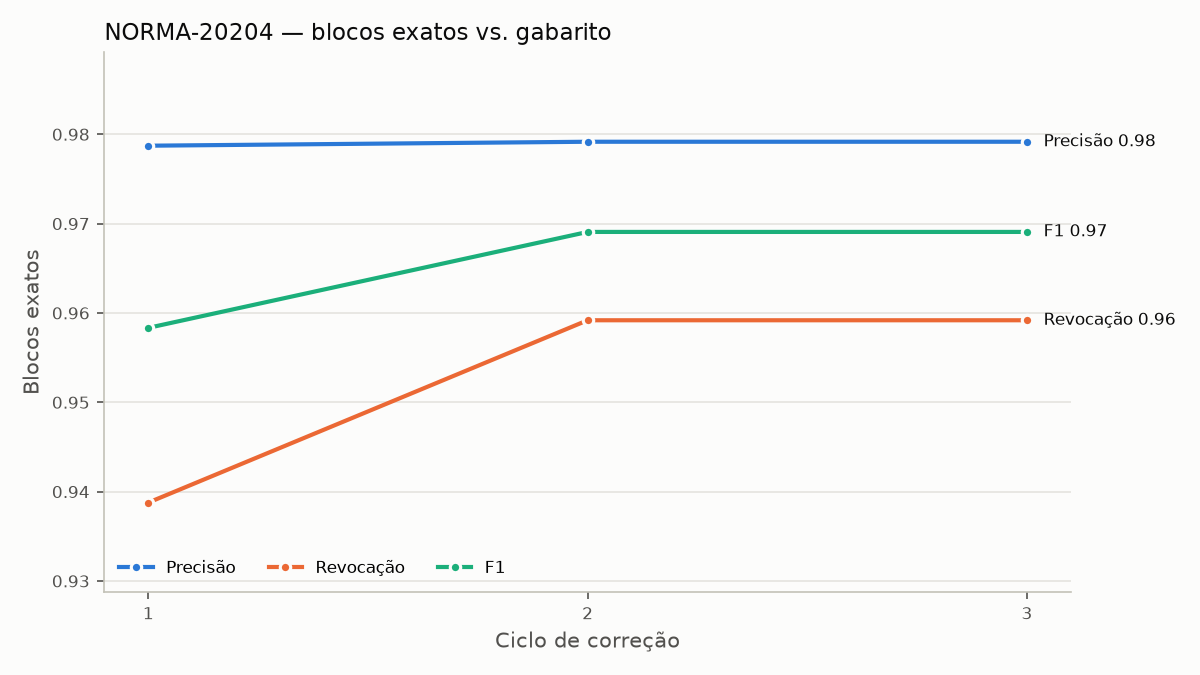 NORMA-20204 — blocos exatos vs. gabarito
Blocos exatos
0.98
0.97
0.96
0.95
0.94
0.93
Precisão 0.98
F1 0.97
Revocação 0.96
Precisão
Revocação
F1
1
2
3
Ciclo de correção